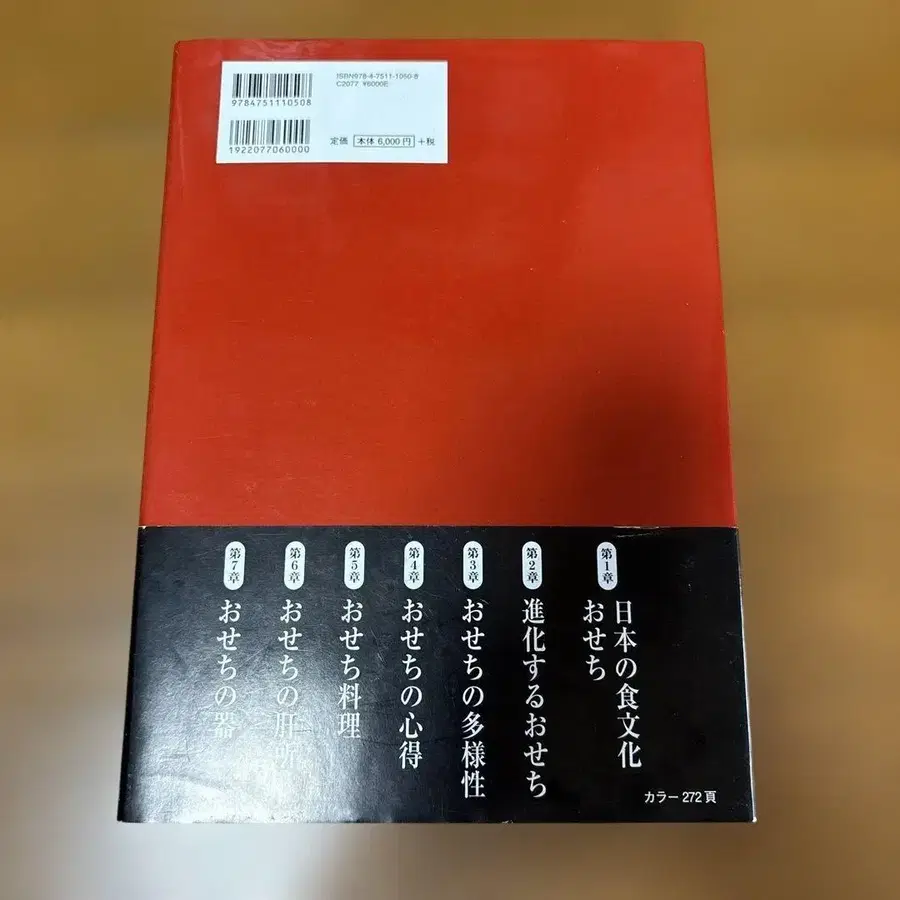 ISBN978-4-7511-1050-8
C2077 ¥6000E
9784751110508
1922077060000
定価 本体 6,000 円 +税
第1章
日本の食文化
おせち
第2章
進化するおせち
第3章
おせちの多様性
第4章
おせちの心得
第5章
おせち料理
第6章
おせちの肝所
第7章
おせちの器
カラー 272 頁